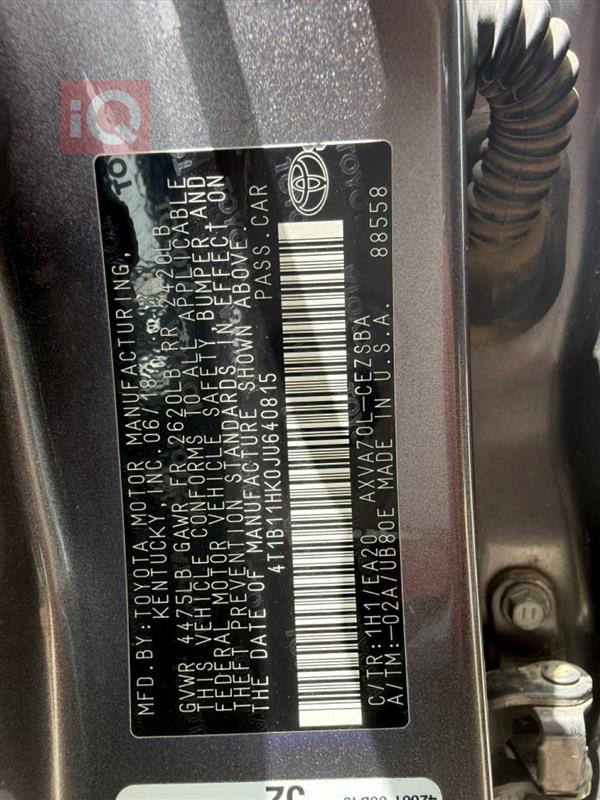 iQ
MFD.BY:TOYOTA MOTOR MANUFACTURING,
KENTUCKY, INC. 06/18
GVWR 4475LB GAWR FR 2620LB RR 2420LB
THIS VEHICLE CONFORMS TO ALL APPLICABLE
FEDERAL MOTOR VEHICLE SAFETY BUMPER AND
THEFT PREVENTION STANDARDS IN EFFECT ON
THE DATE OF MANUFACTURE SHOWN ABOVE.
4T1B11HK0JU640815 PASS. CAR
C/TR:1H1/EA20 AXVA70L-CEZSBA
A/TM:-02A/UB80E MADE IN U.S.A. 88558